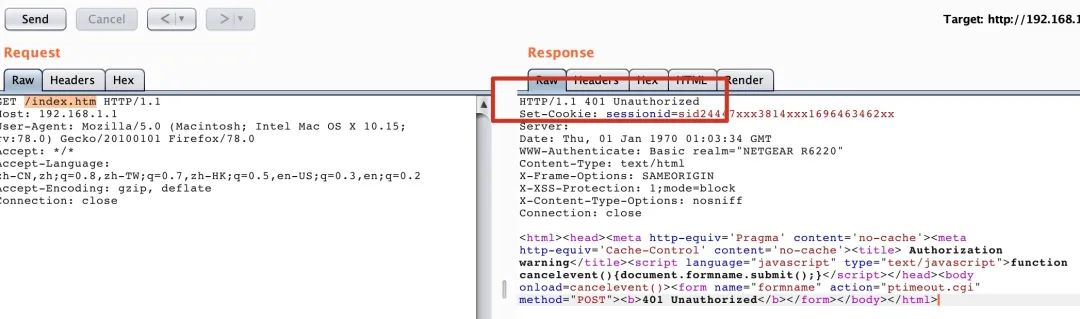 Send
Cancel
< | ▼
> | ▼
Target: http://192.168.1
Request
Raw
Headers
Hex
GET /index.htm HTTP/1.1
Host: 192.168.1.1
User-Agent: Mozilla/5.0 (Macintosh; Intel Mac OS X 10.15;
rv:78.0) Gecko/20100101 Firefox/78.0
Accept: */*
Accept-Language:
zh-CN,zh;q=0.8,zh-TW;q=0.7,zh-HK;q=0.5,en-US;q=0.3,en;q=0.2
Accept-Encoding: gzip, deflate
Connection: close
Response
Raw
Headers
Hex
HTML
Render
HTTP/1.1 401 Unauthorized
Set-Cookie: sessionid=sid24447xxx3814xxx1696463462xx
Server:
Date: Thu, 01 Jan 1970 01:03:34 GMT
WWW-Authenticate: Basic realm="NETGEAR R6220"
Content-Type: text/html
X-Frame-Options: SAMEORIGIN
X-XSS-Protection: 1;mode=block
X-Content-Type-Options: nosniff
Connection: close
<html><head><meta http-equiv='Pragma' content='no-cache'><meta
http-equiv='Cache-Control' content='no-cache'><title> Authorization
warning</title><script language="javascript" type="text/javascript">function
cancelevent(){document.formname.submit();}</script></head><body
onload=cancelevent()><form name="formname" action="ptimeout.cgi"
method="POST"><b>401 Unauthorized</b></form></body></html>